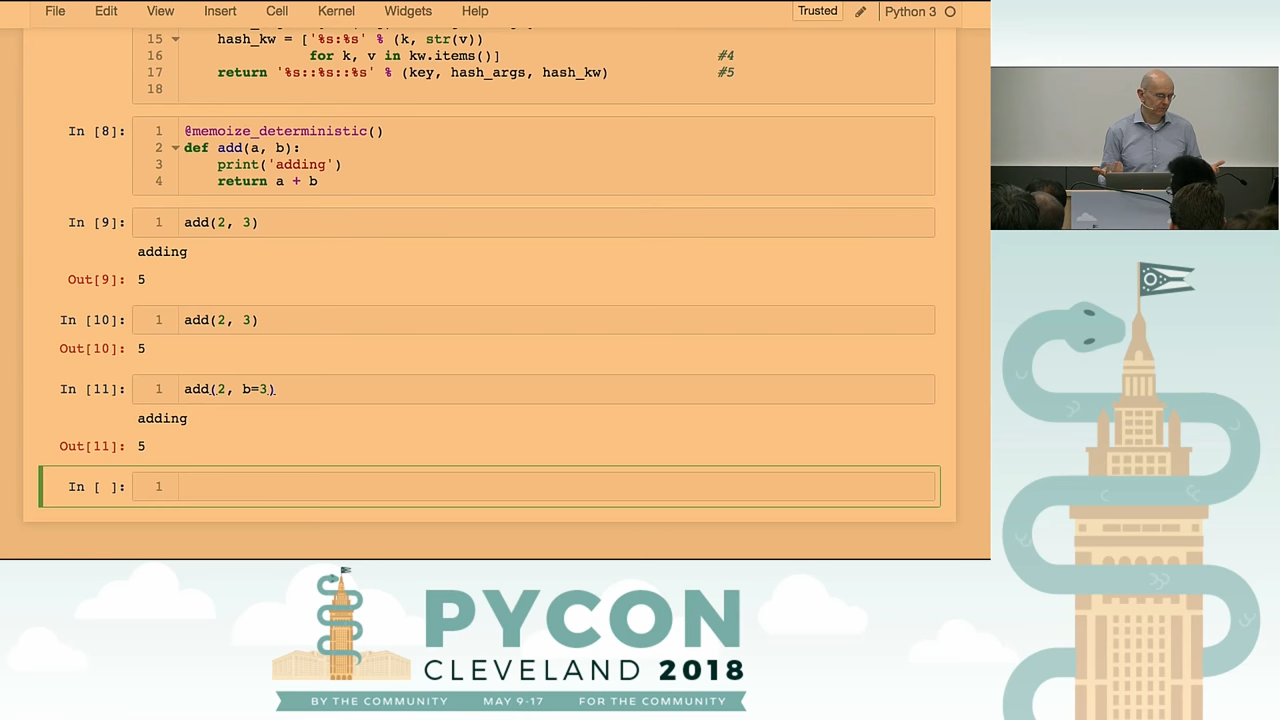 File Edit View Insert Cell Kernel Widgets Help Trusted Python 3
15 hash_kw = ['%s:%s' % (k, str(v))
16 for k, v in kw.items()] #4
17 return '%s::%s::%s' % (key, hash_args, hash_kw) #5
18
In [8]: 1 @memoize_deterministic()
2 def add(a, b):
3 print('adding')
4 return a + b
In [9]: 1 add(2, 3)
adding
Out[9]: 5
In [10]: 1 add(2, 3)
Out[10]: 5
In [11]: 1 add(2, b=3)
adding
Out[11]: 5
In [ ]: 1
PYCON
CLEVELAND 2018
BY THE COMMUNITY MAY 9-17 FOR THE COMMUNITY